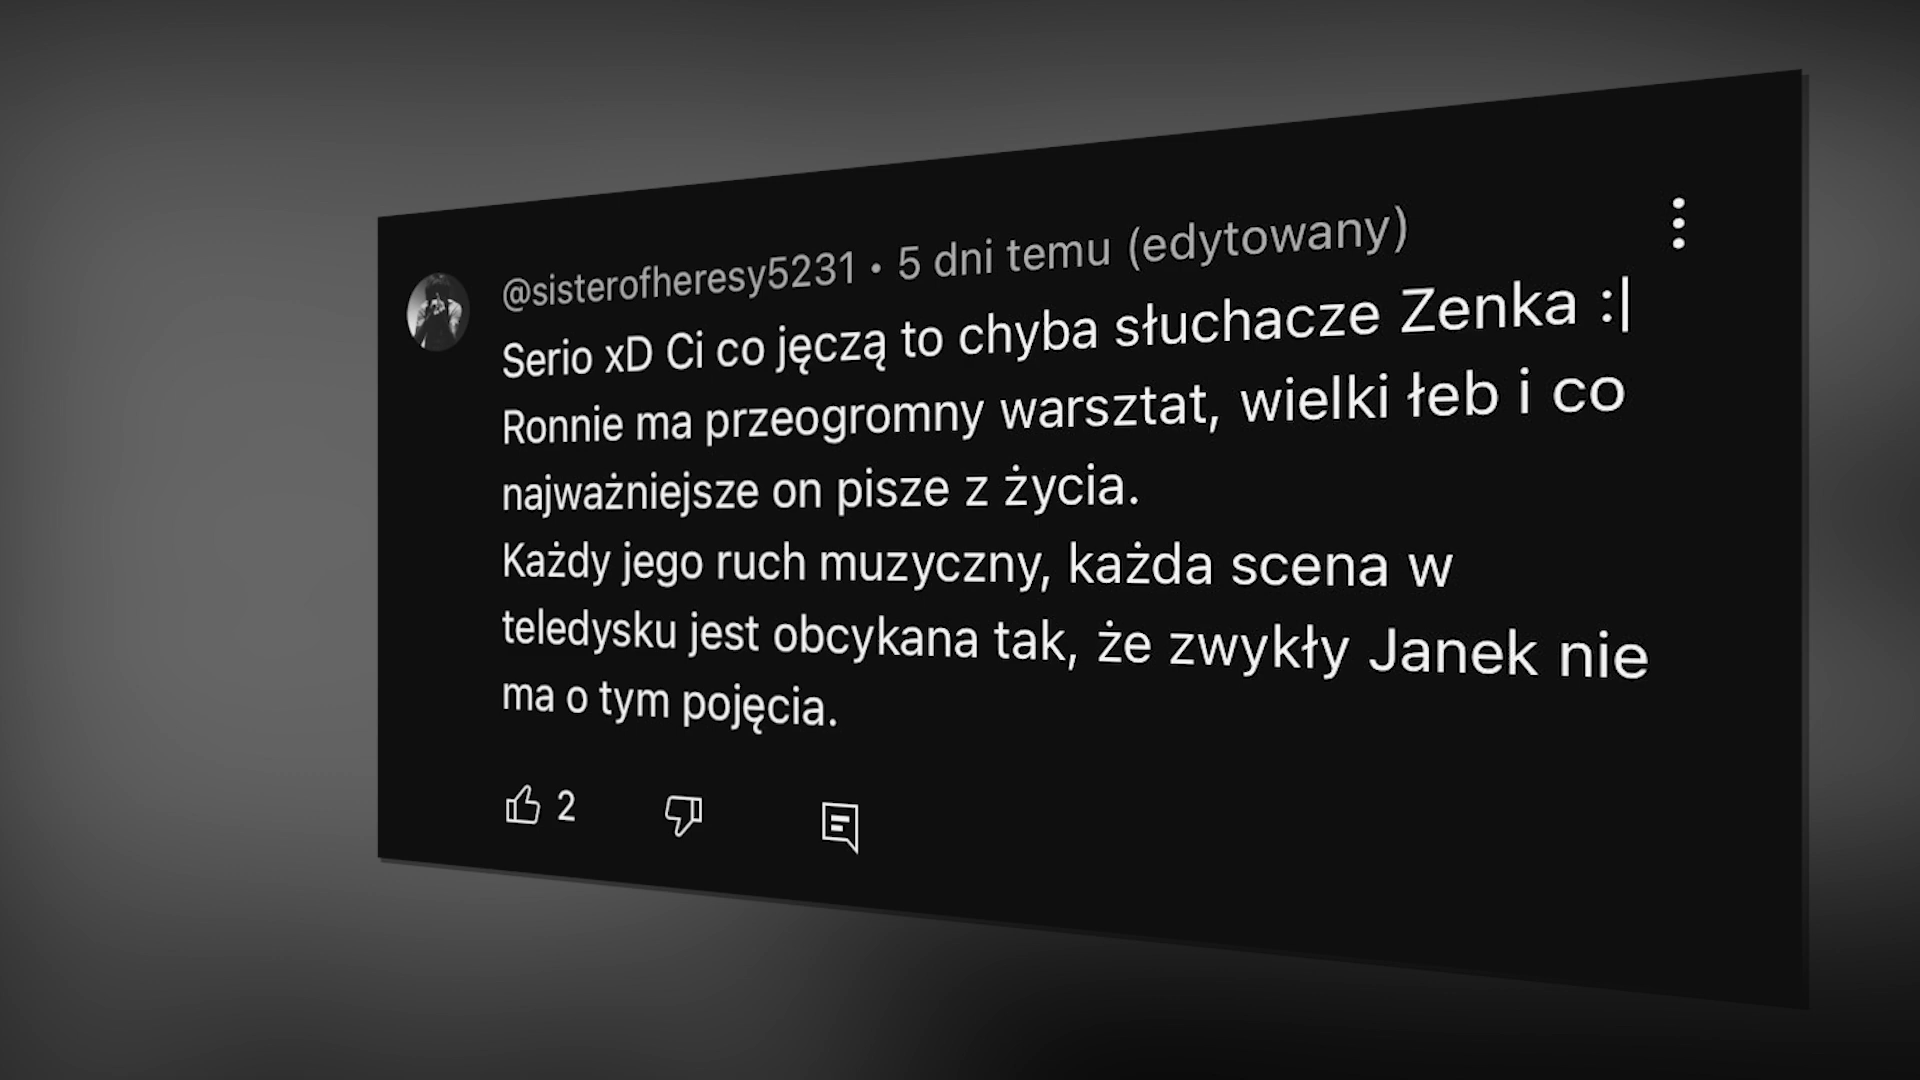 @sisterofheresy5231 • 5 dni temu (edytowany)
Serio xD Ci co jęczą to chyba słuchacze Zenka :|
Ronnie ma przeogromny warsztat, wielki łeb i co
najważniejsze on pisze z życia.
Każdy jego ruch muzyczny, każda scena w
teledysku jest obcykana tak, że zwykły Janek nie
ma o tym pojęcia.
2